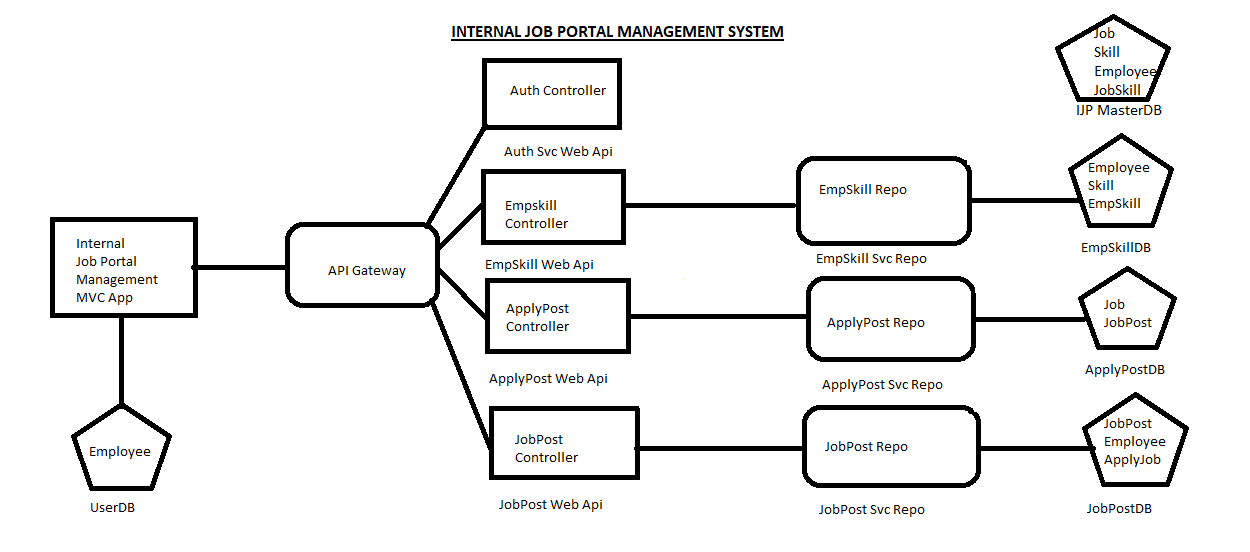 INTERNAL JOB PORTAL MANAGEMENT SYSTEM
Job
Skill
Employee
JobSkill
IJP MasterDB
Auth Controller
Auth Svc Web Api
Empskill
Controller
EmpSkill Web Api
EmpSkill Repo
EmpSkill Svc Repo
Employee
Skill
EmpSkill
EmpSkillDB
Internal
Job Portal
Management
MVC App
API Gateway
ApplyPost
Controller
ApplyPost Web Api
ApplyPost Repo
ApplyPost Svc Repo
Job
JobPost
ApplyPostDB
Employee
UserDB
JobPost
Controller
JobPost Web Api
JobPost Repo
JobPost Svc Repo
JobPost
Employee
ApplyJob
JobPostDB